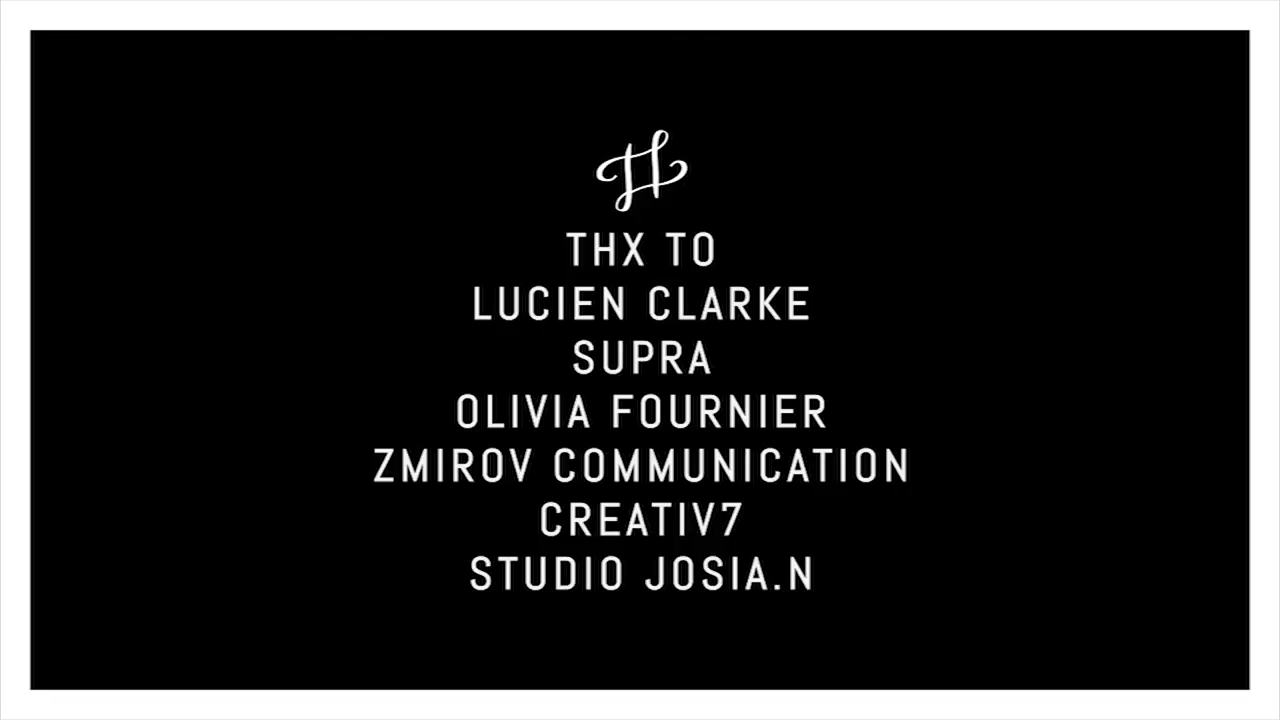 THX TO
LUCIEN CLARKE
SUPRA
OLIVIA FOURNIER
ZMIROV COMMUNICATION
CREATIV7
STUDIO JOSIA.N